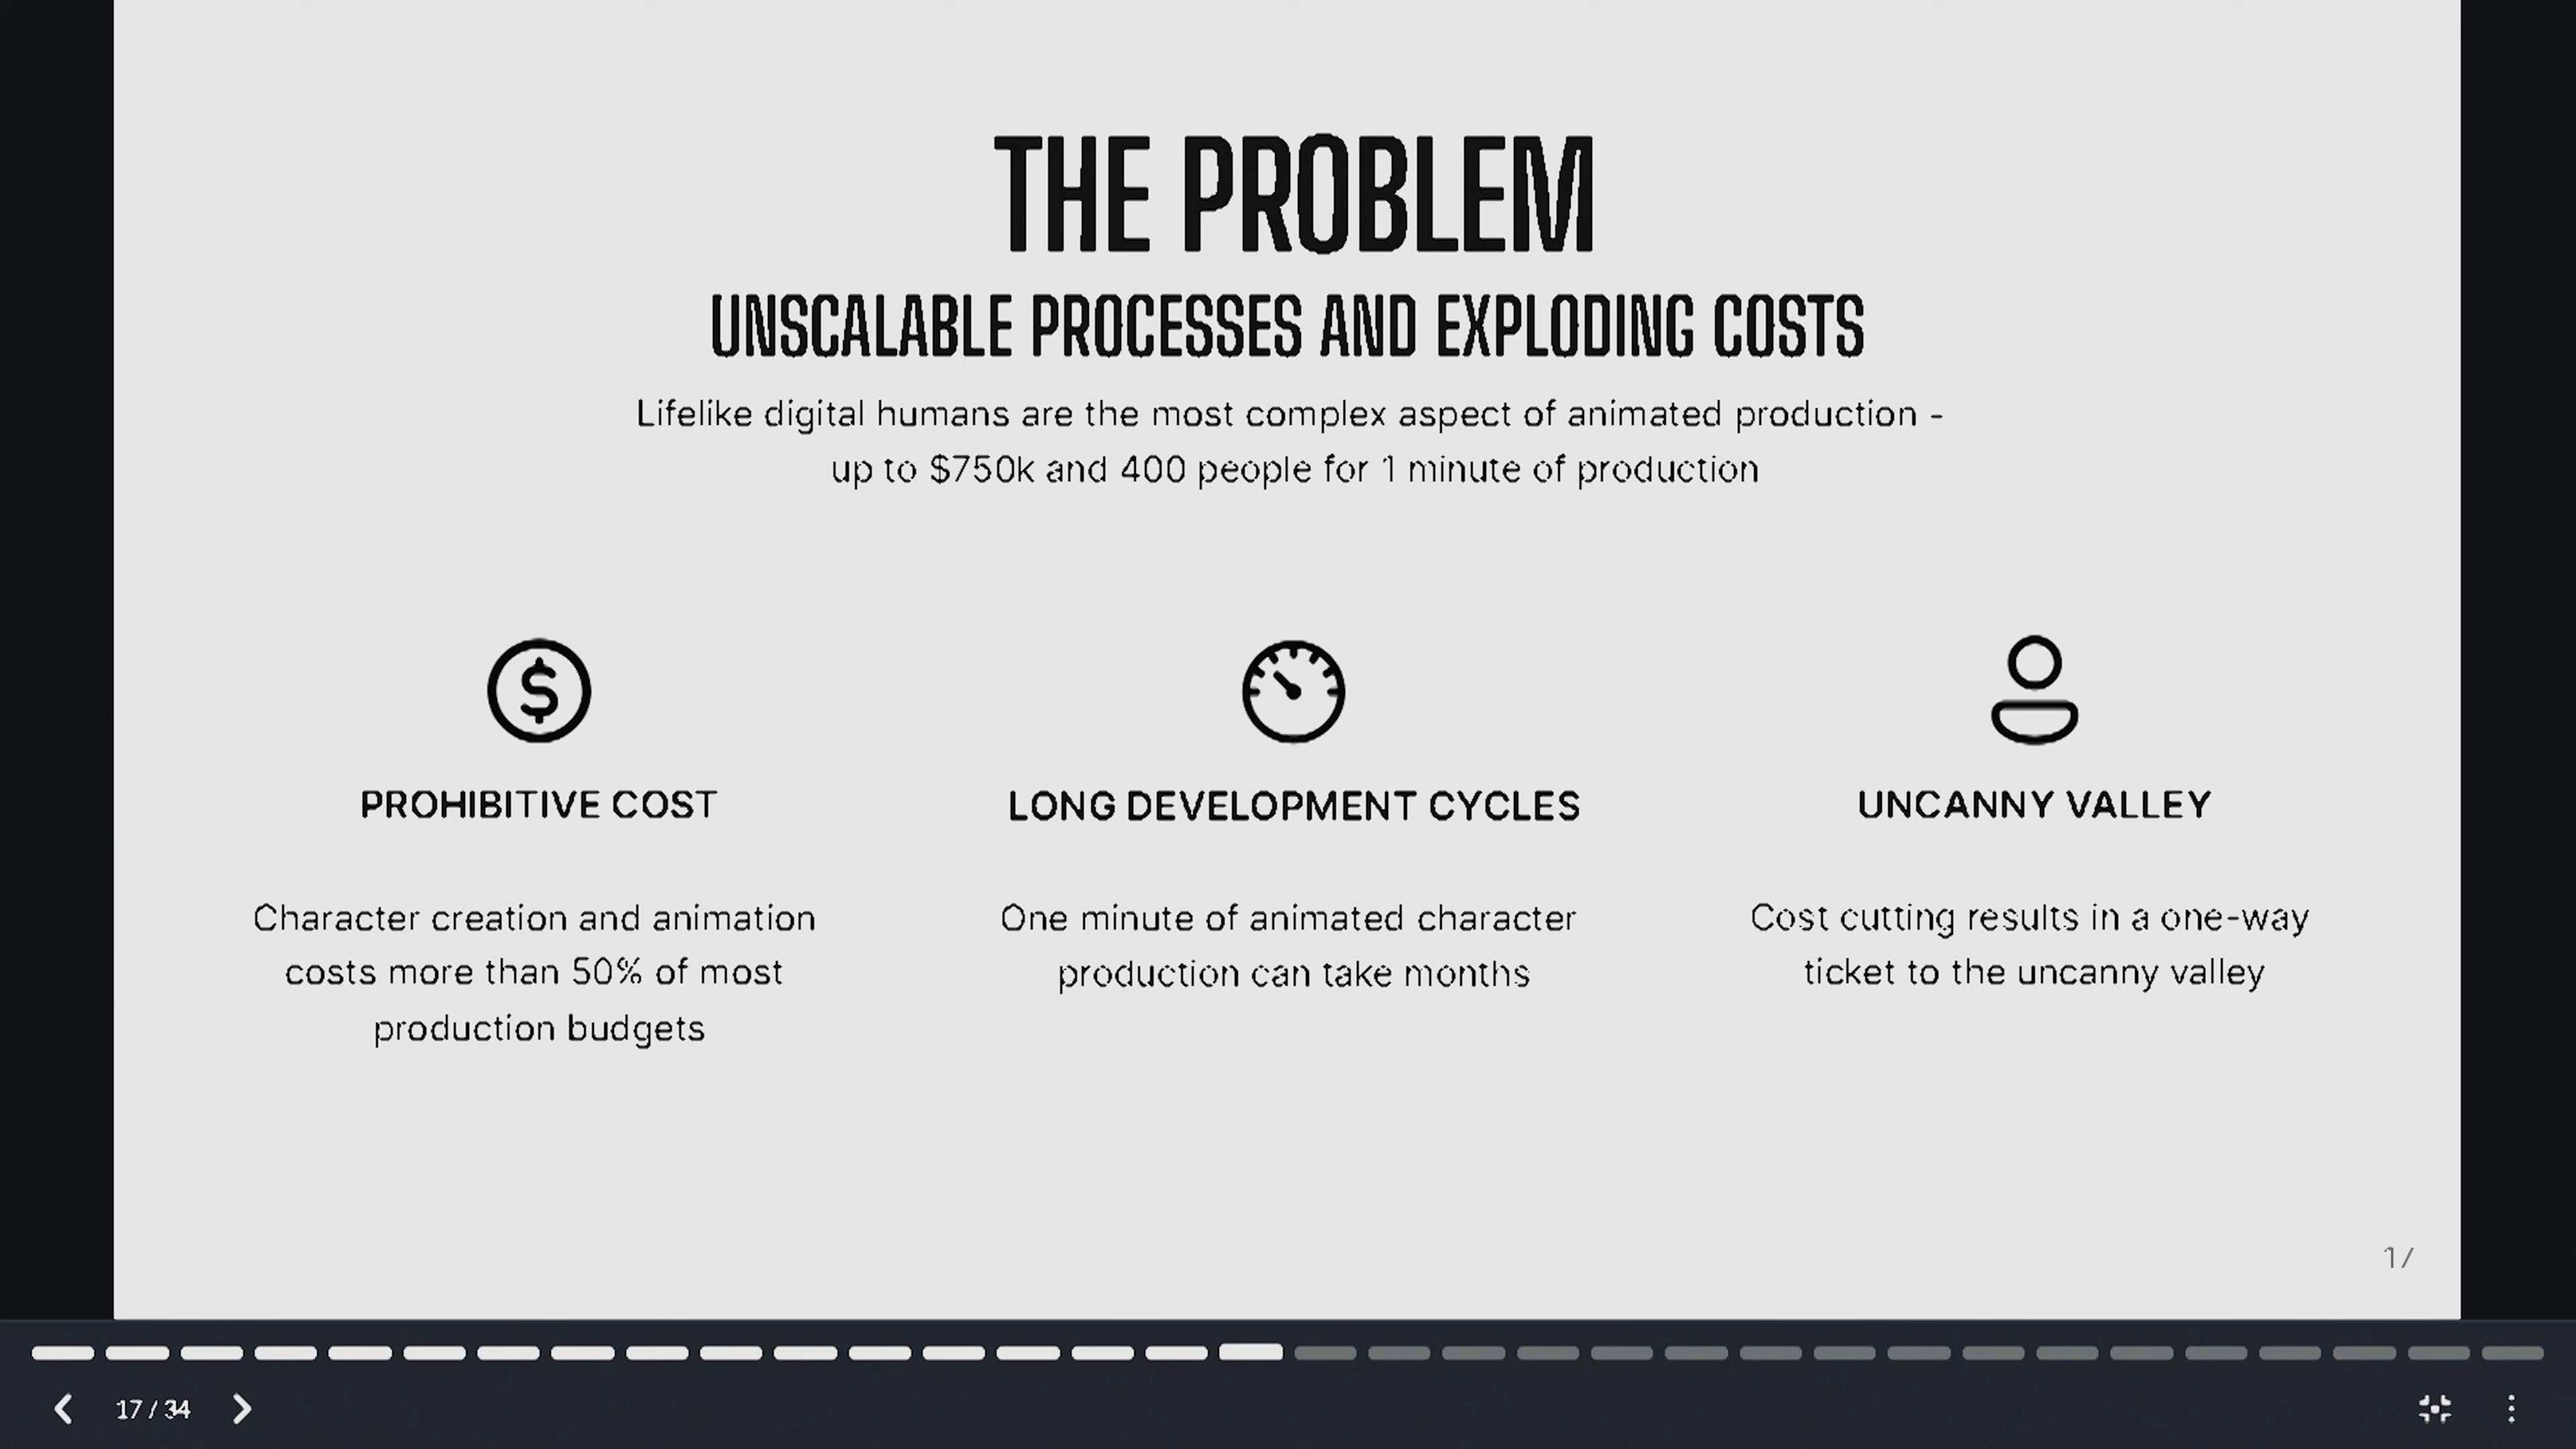 THE PROBLEM
UNSCALABLE PROCESSES AND EXPLODING COSTS
Lifelike digital humans are the most complex aspect of animated production -
up to $750k and 400 people for 1 minute of production
PROHIBITIVE COST
LONG DEVELOPMENT CYCLES
UNCANNY VALLEY
Character creation and animation
costs more than 50% of most
production budgets
One minute of animated character
production can take months
Cost cutting results in a one-way
ticket to the uncanny valley
17
17 / 34